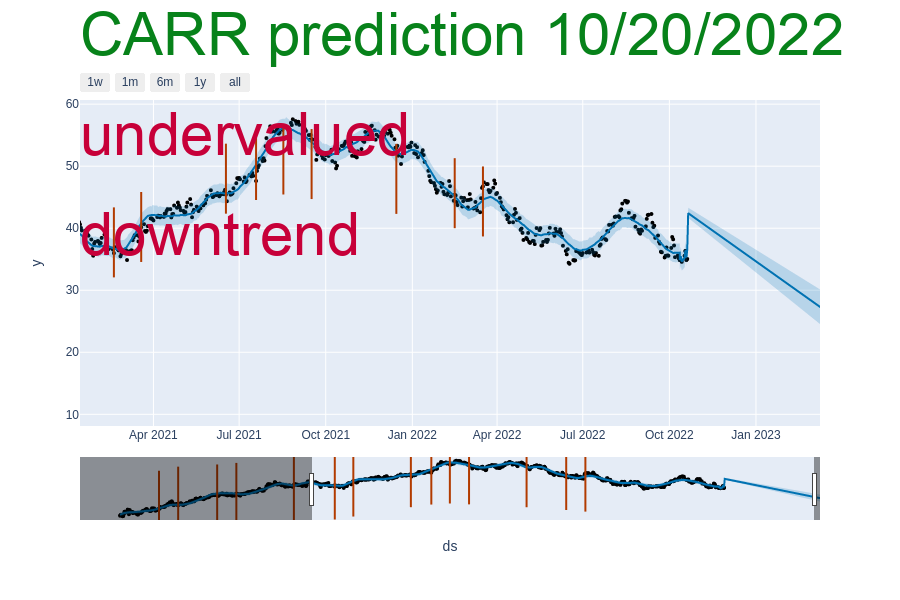 CARR prediction 10/20/2022
1w 1m 6m 1y all
60
undervalued
50
40
downtrend
y
30
20
10
Apr 2021 Jul 2021 Oct 2021 Jan 2022 Apr 2022 Jul 2022 Oct 2022 Jan 2023
ds